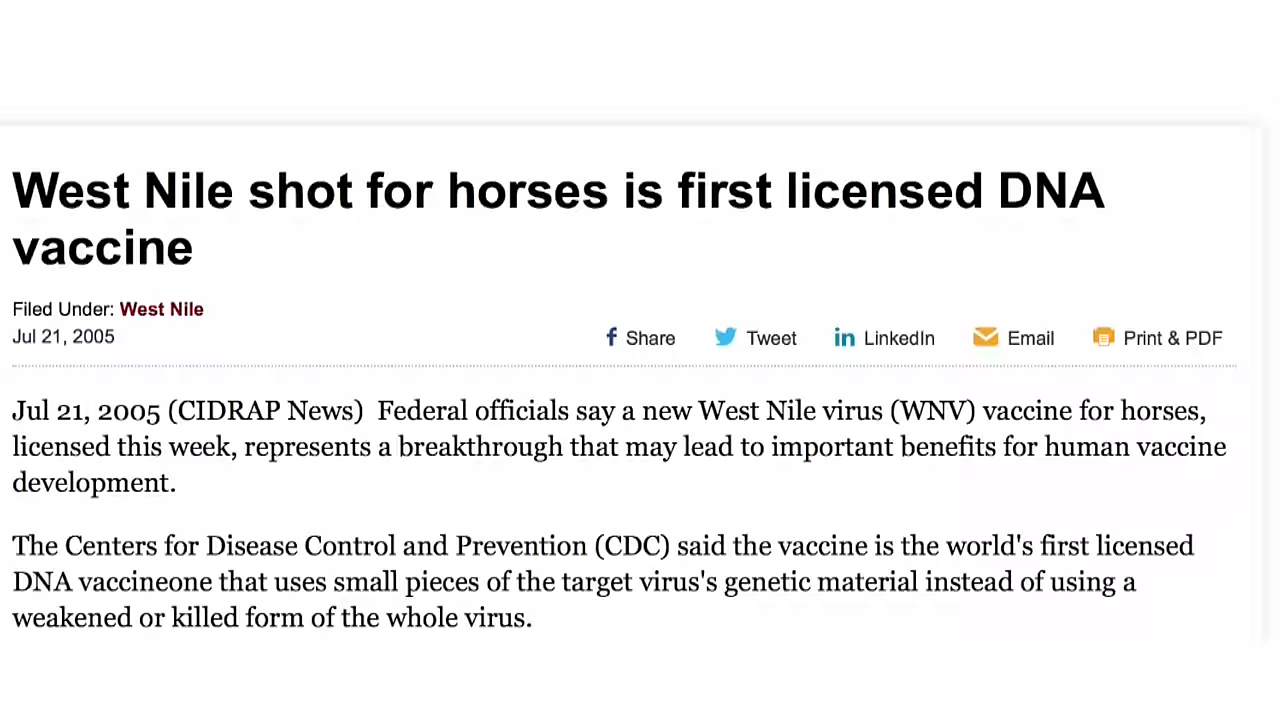 West Nile shot for horses is first licensed DNA
vaccine
Filed Under: West Nile
Jul 21, 2005
Share Tweet LinkedIn Email Print & PDF
Jul 21, 2005 (CIDRAP News)  Federal officials say a new West Nile virus (WNV) vaccine for horses,
licensed this week, represents a breakthrough that may lead to important benefits for human vaccine
development.
The Centers for Disease Control and Prevention (CDC) said the vaccine is the world's first licensed
DNA vaccineone that uses small pieces of the target virus's genetic material instead of using a
weakened or killed form of the whole virus.